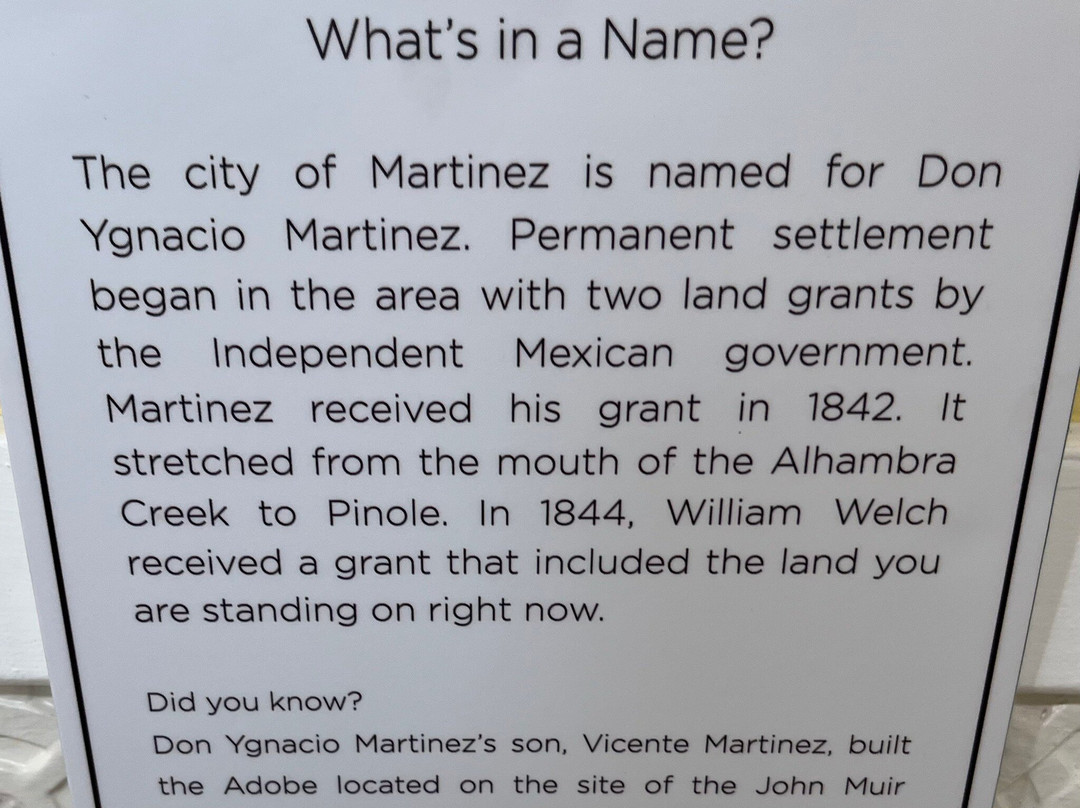 What's in a Name?
The city of Martinez is named for Don
Ygnacio Martinez. Permanent settlement
began in the area with two land grants by
the Independent Mexican government.
Martinez received his grant in 1842. It
stretched from the mouth of the Alhambra
Creek to Pinole. In 1844, William Welch
received a grant that included the land you
are standing on right now.
Did you know?
Don Ygnacio Martinez's son, Vicente Martinez, built
the Adobe located on the site of the John Muir